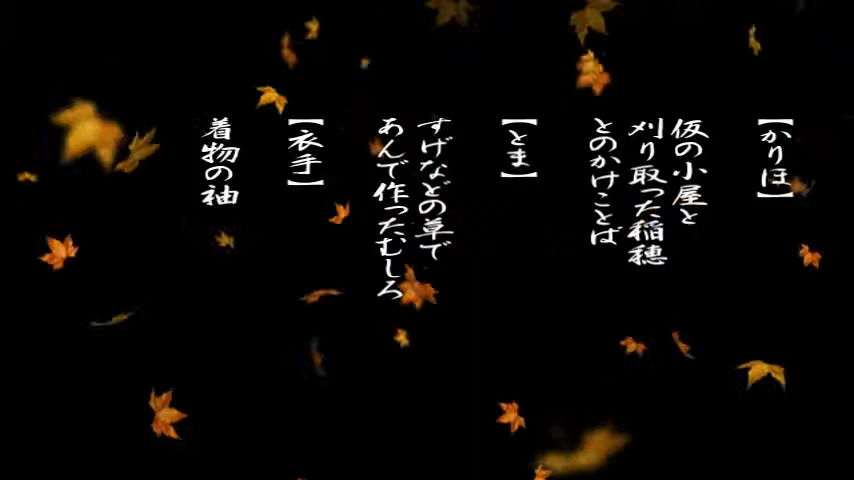 【かりほ】
仮の小屋と
刈り取った稲穂
とのかけことば
【とま】
すげなどの草で
あんで作ったむしろ
【衣手】
着物の袖